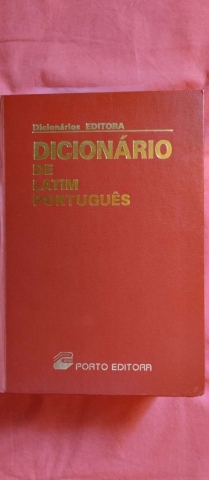 Dicionários EDITORA
DICIONÁRIO
DE
LATIM
PORTUGUÊS
PORTO EDITORA